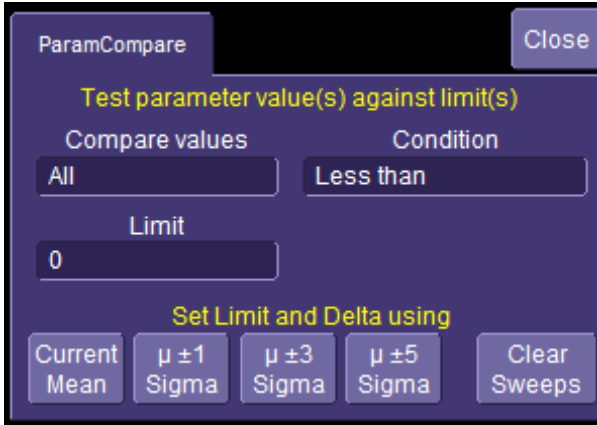 ParamCompare
Close
Test parameter value(s) against limit(s)
Compare values
Condition
All
Less than
Limit
0
Set Limit and Delta using
Current
Mean
µ ±1
Sigma
µ ±3
Sigma
µ ±5
Sigma
Clear
Sweeps